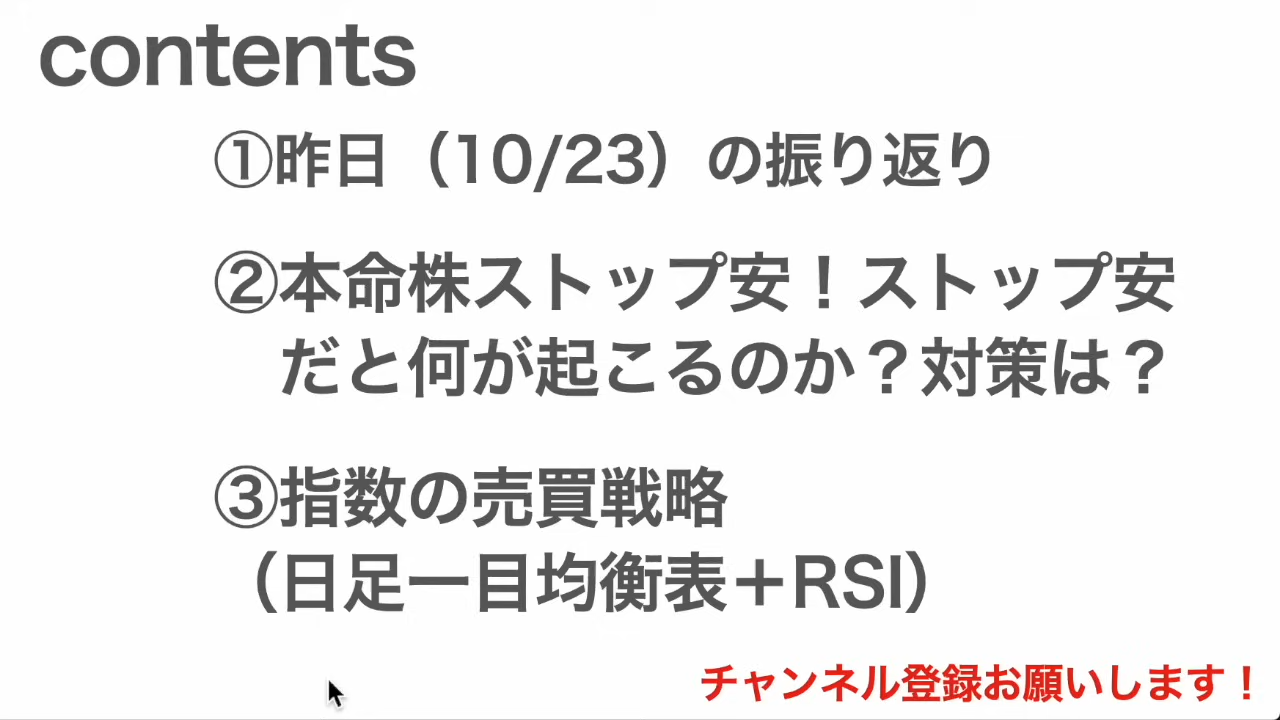 contents
①昨日（10/23）の振り返り
②本命株ストップ安！ストップ安
だと何が起こるのか？対策は？
③指数の売買戦略
（日足一目均衡表＋RSI）
チャンネル登録お願いします！